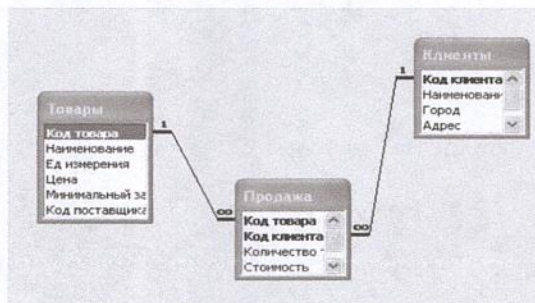 Товары
Код товара
Наименование
Ед измерения
Цена
Минимальный за
Код поставщика
1
Клиенты
Код клиента
Наименовани
Город
Адрес
1
Продажа
Код товара
Код клиента
Количество т
Стоимость
∞
∞